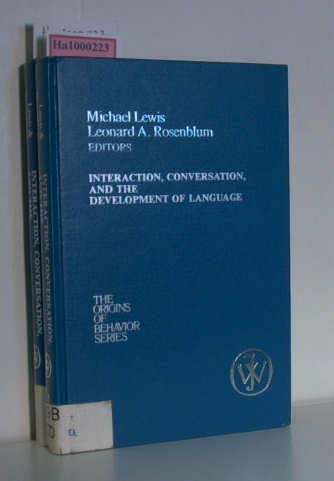 Ha1000223
Michael Lewis
Leonard A. Rosenblum
EDITORS
INTERACTION, CONVERSATION,
AND THE
DEVELOPMENT OF LANGUAGE
THE
ORIGINS
OF
BEHAVIOR
SERIES
INTERACTION, CONVERSATION,
INTERACTION, CONVERSATION,